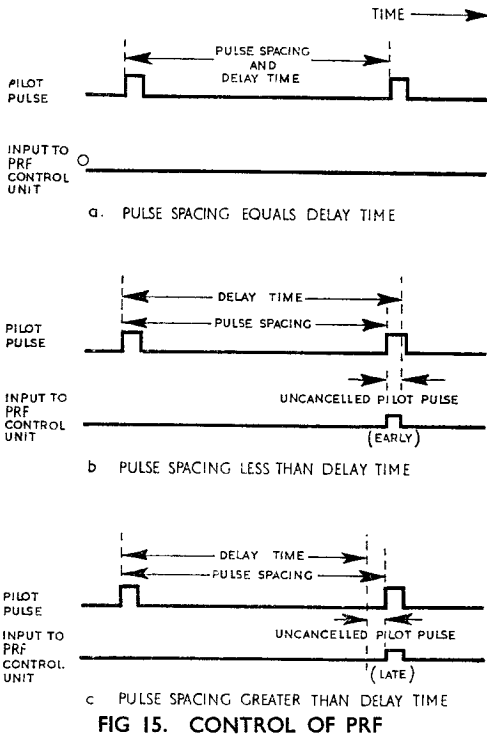 TIME
PULSE SPACING
AND
DELAY TIME
PILOT
PULSE
INPUT TO
PRF
CONTROL
UNIT
a. PULSE SPACING EQUALS DELAY TIME
DELAY TIME
PULSE SPACING
PILOT
PULSE
UNCANCELLED PILOT PULSE
INPUT TO
PRF
CONTROL
UNIT
(EARLY)
b PULSE SPACING LESS THAN DELAY TIME
DELAY TIME
PULSE SPACING
PILOT
PULSE
UNCANCELLED PILOT PULSE
INPUT TO
PRF
CONTROL
UNIT
(LATE)
c PULSE SPACING GREATER THAN DELAY TIME
FIG 15. CONTROL OF PRF